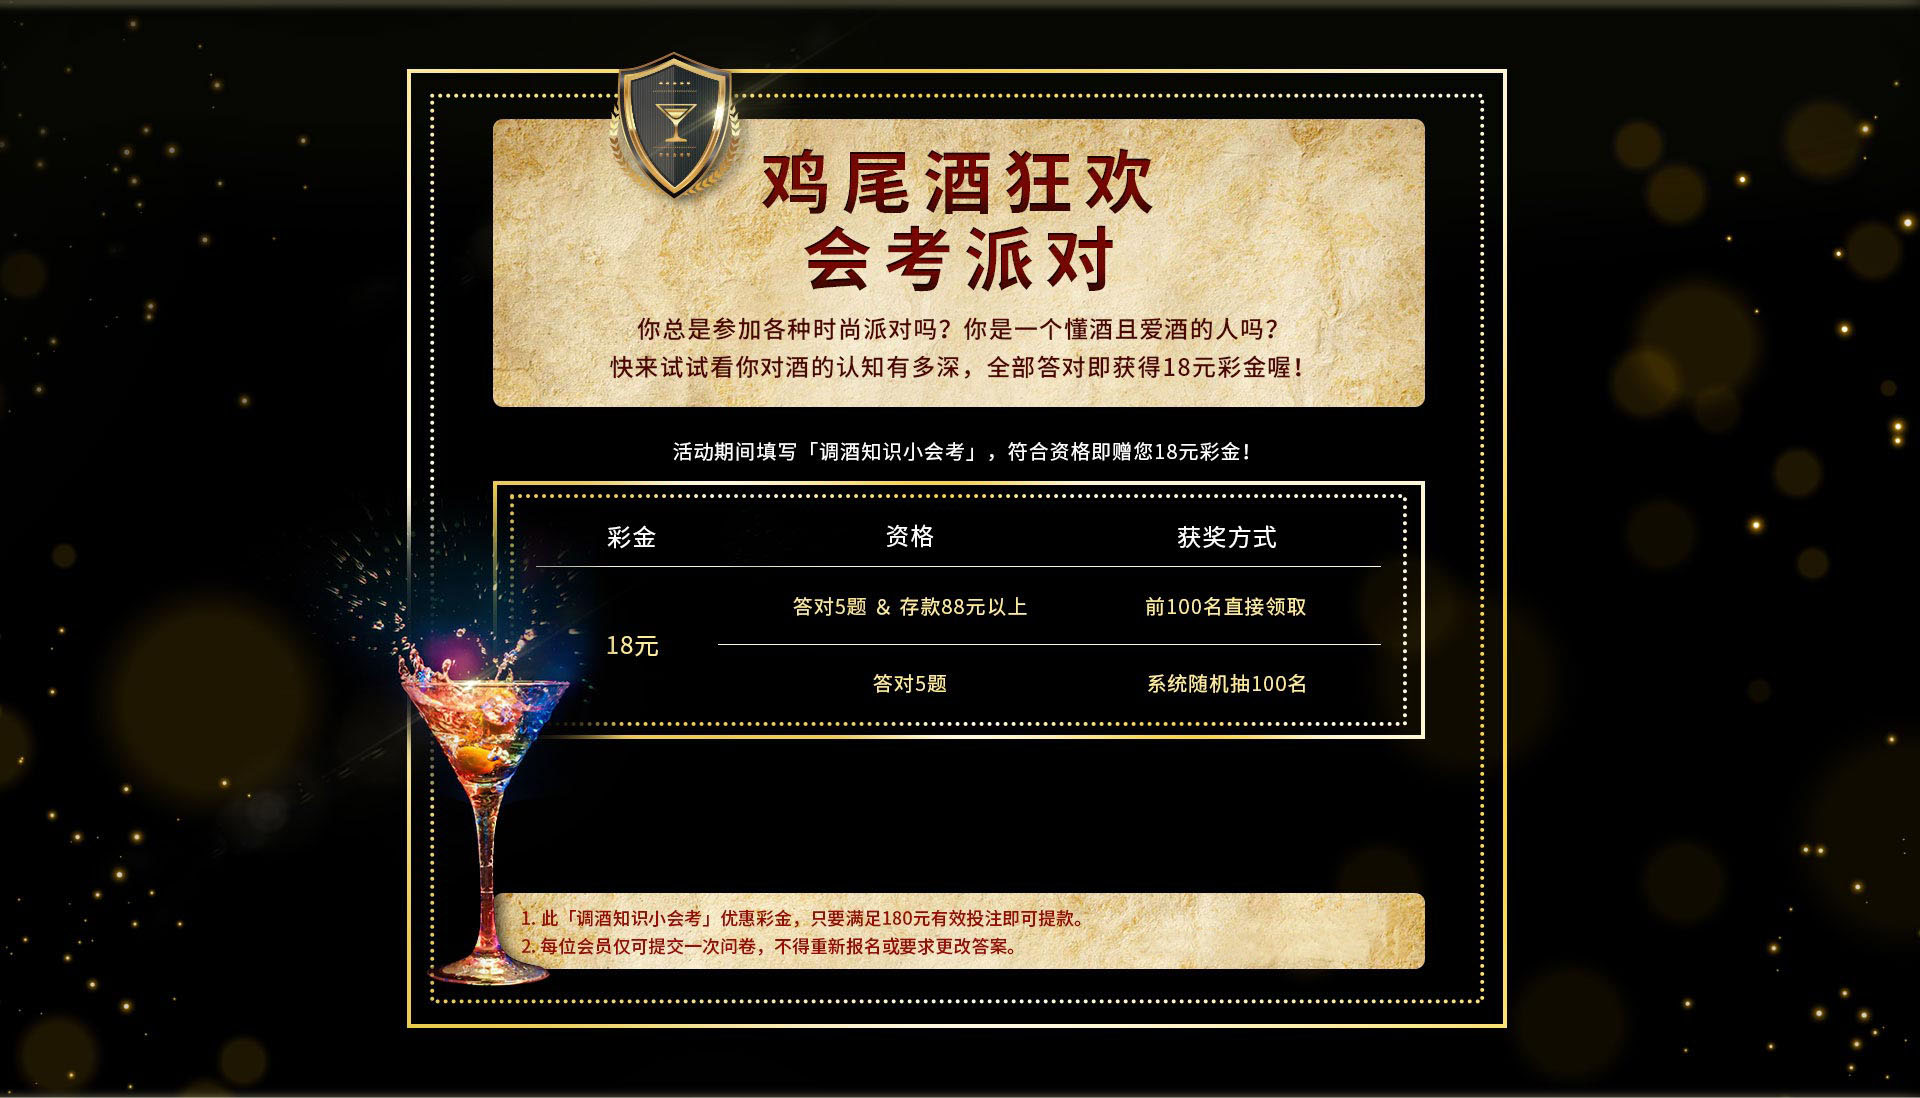 鸡尾酒狂欢
会考派对
你总是参加各种时尚派对吗？你是一个懂酒且爱酒的人吗？
快来试试看你对酒的认知有多深，全部答对即获得18元彩金喔！
活动期间填写「调酒知识小会考」，符合资格即赠您18元彩金！
彩金 资格 获奖方式
答对5题 & 存款88元以上 前100名直接领取
18元
答对5题 系统随机抽100名
1. 此「调酒知识小会考」优惠彩金，只要满足180元有效投注即可提款。
2. 每位会员仅可提交一次问卷，不得重新报名或要求更改答案。